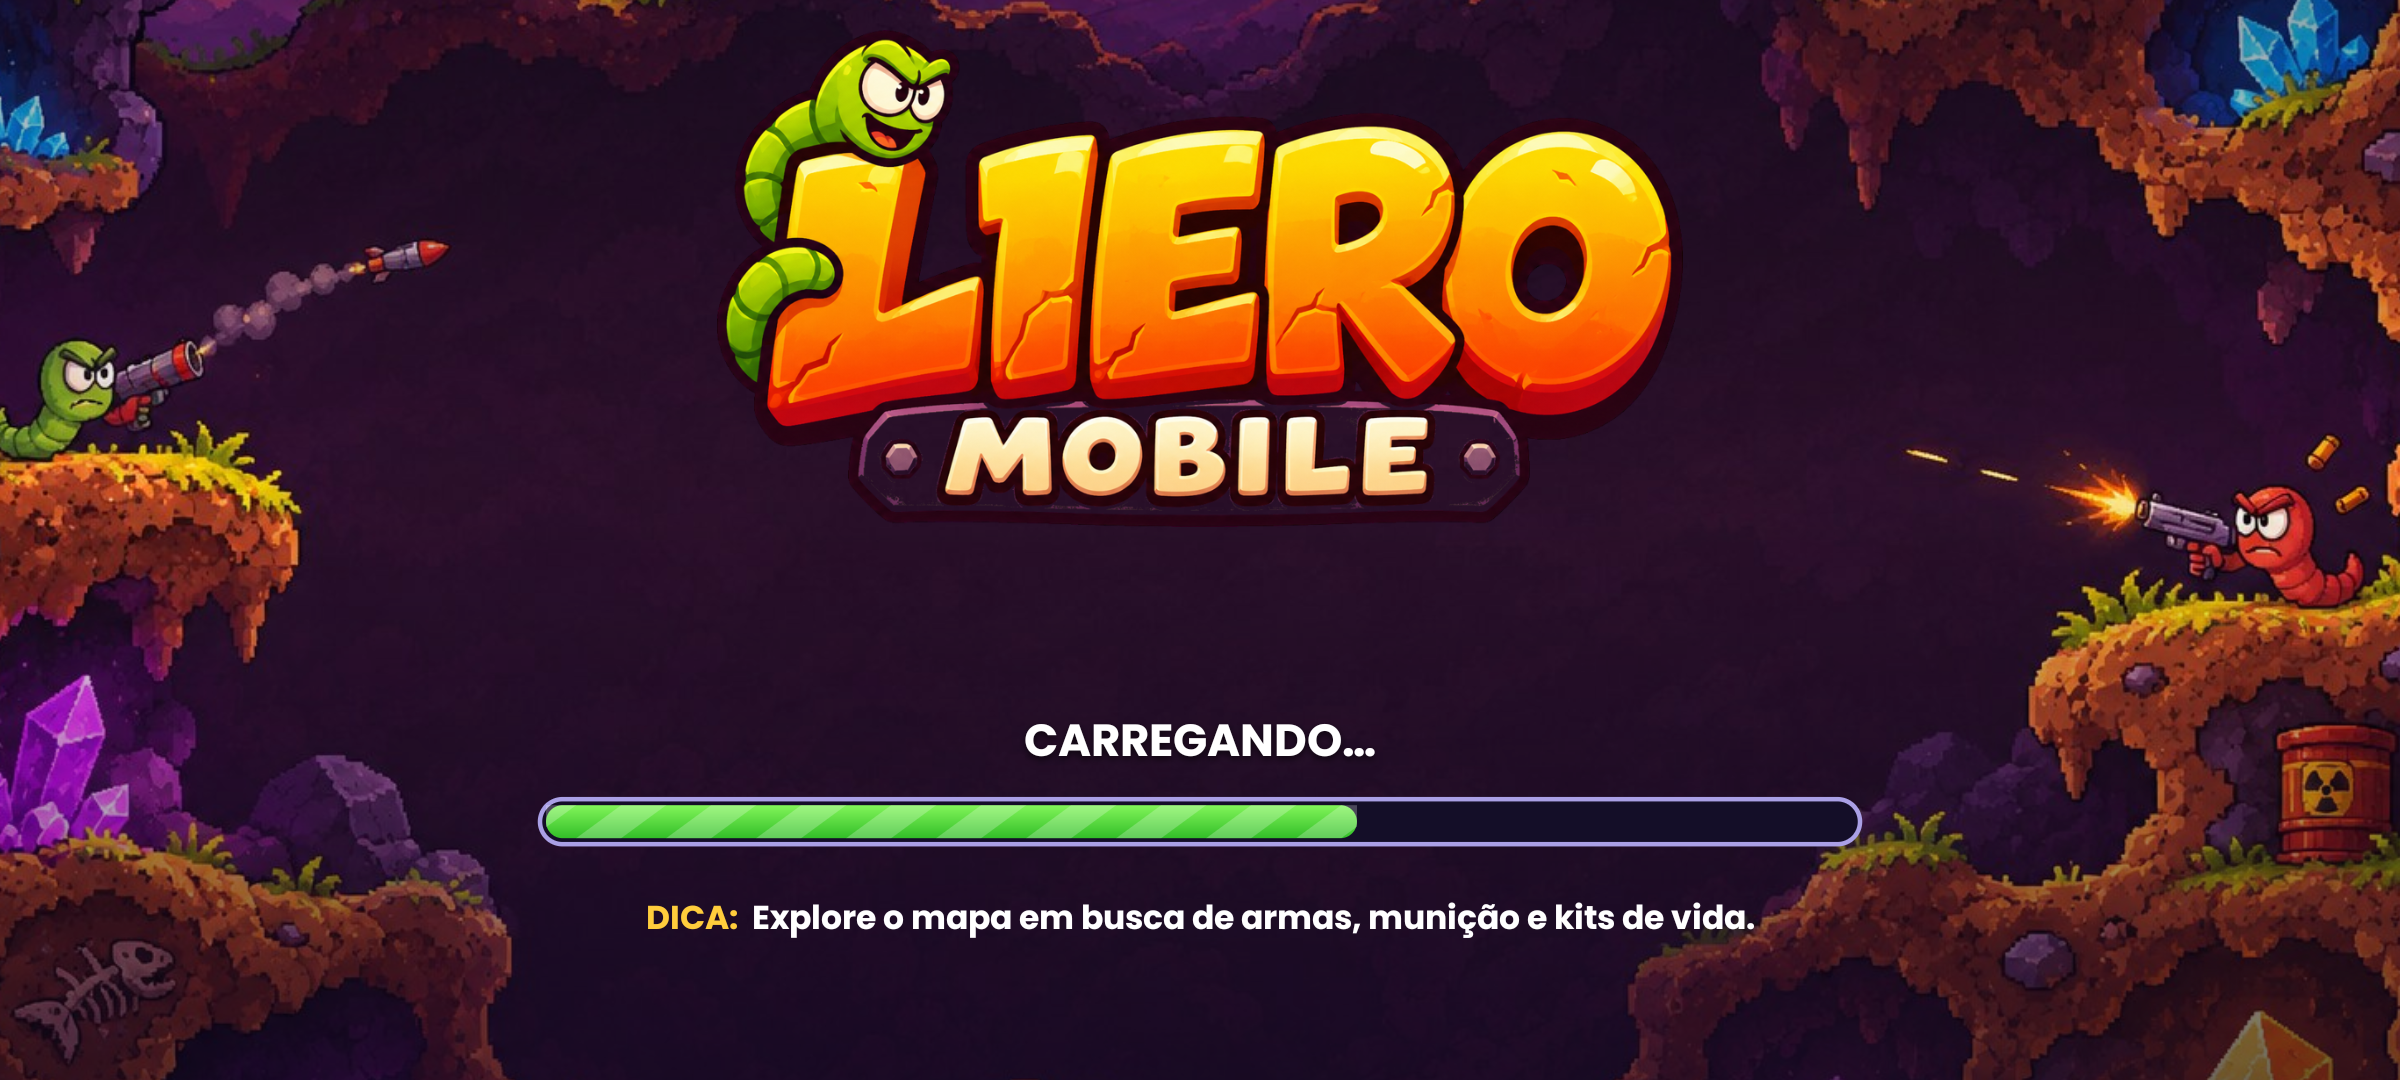 LIERO
MOBILE
CARREGANDO...
DICA: Explore o mapa em busca de armas, munição e kits de vida.